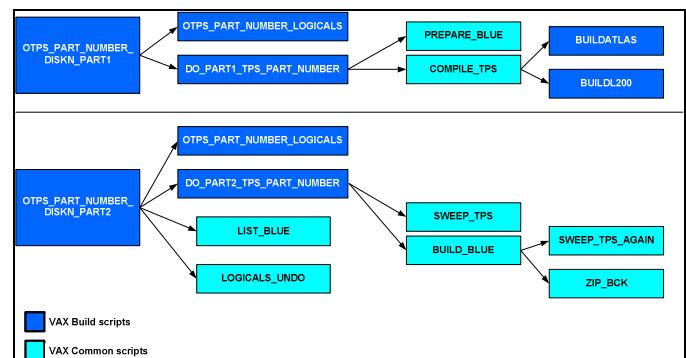 OTPS_PART_NUMBER_
DISKN_PART1
OTPS_PART_NUMBER_LOGICALS
DO_PART1_TPS_PART_NUMBER
PREPARE_BLUE
COMPILE_TPS
BUILDATLAS
BUILDL200
OTPS_PART_NUMBER_
DISKN_PART2
OTPS_PART_NUMBER_LOGICALS
DO_PART2_TPS_PART_NUMBER
LIST_BLUE
LOGICALS_UNDO
SWEEP_TPS
BUILD_BLUE
SWEEP_TPS_AGAIN
ZIP_BCK
VAX Build scripts
VAX Common scripts